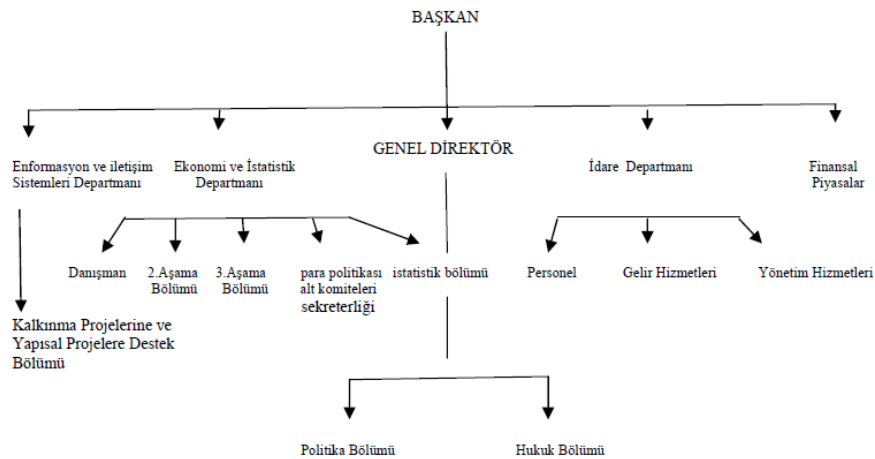 BAŞKAN
GENEL DİREKTÖR
Enformasyon ve iletişim
Sistemleri Departmanı
Ekonomi ve İstatistik
Departmanı
İdare Departmanı
Finansal
Piyasalar
Danışman
2.Aşama
Bölümü
3.Aşama
Bölümü
para politikası
alt komiteleri
sekreterliği
istatistik bölümü
Personel
Gelir Hizmetleri
Yönetim Hizmetleri
Kalkınma Projelerine ve
Yapısal Projelere Destek
Bölümü
Politika Bölümü
Hukuk Bölümü